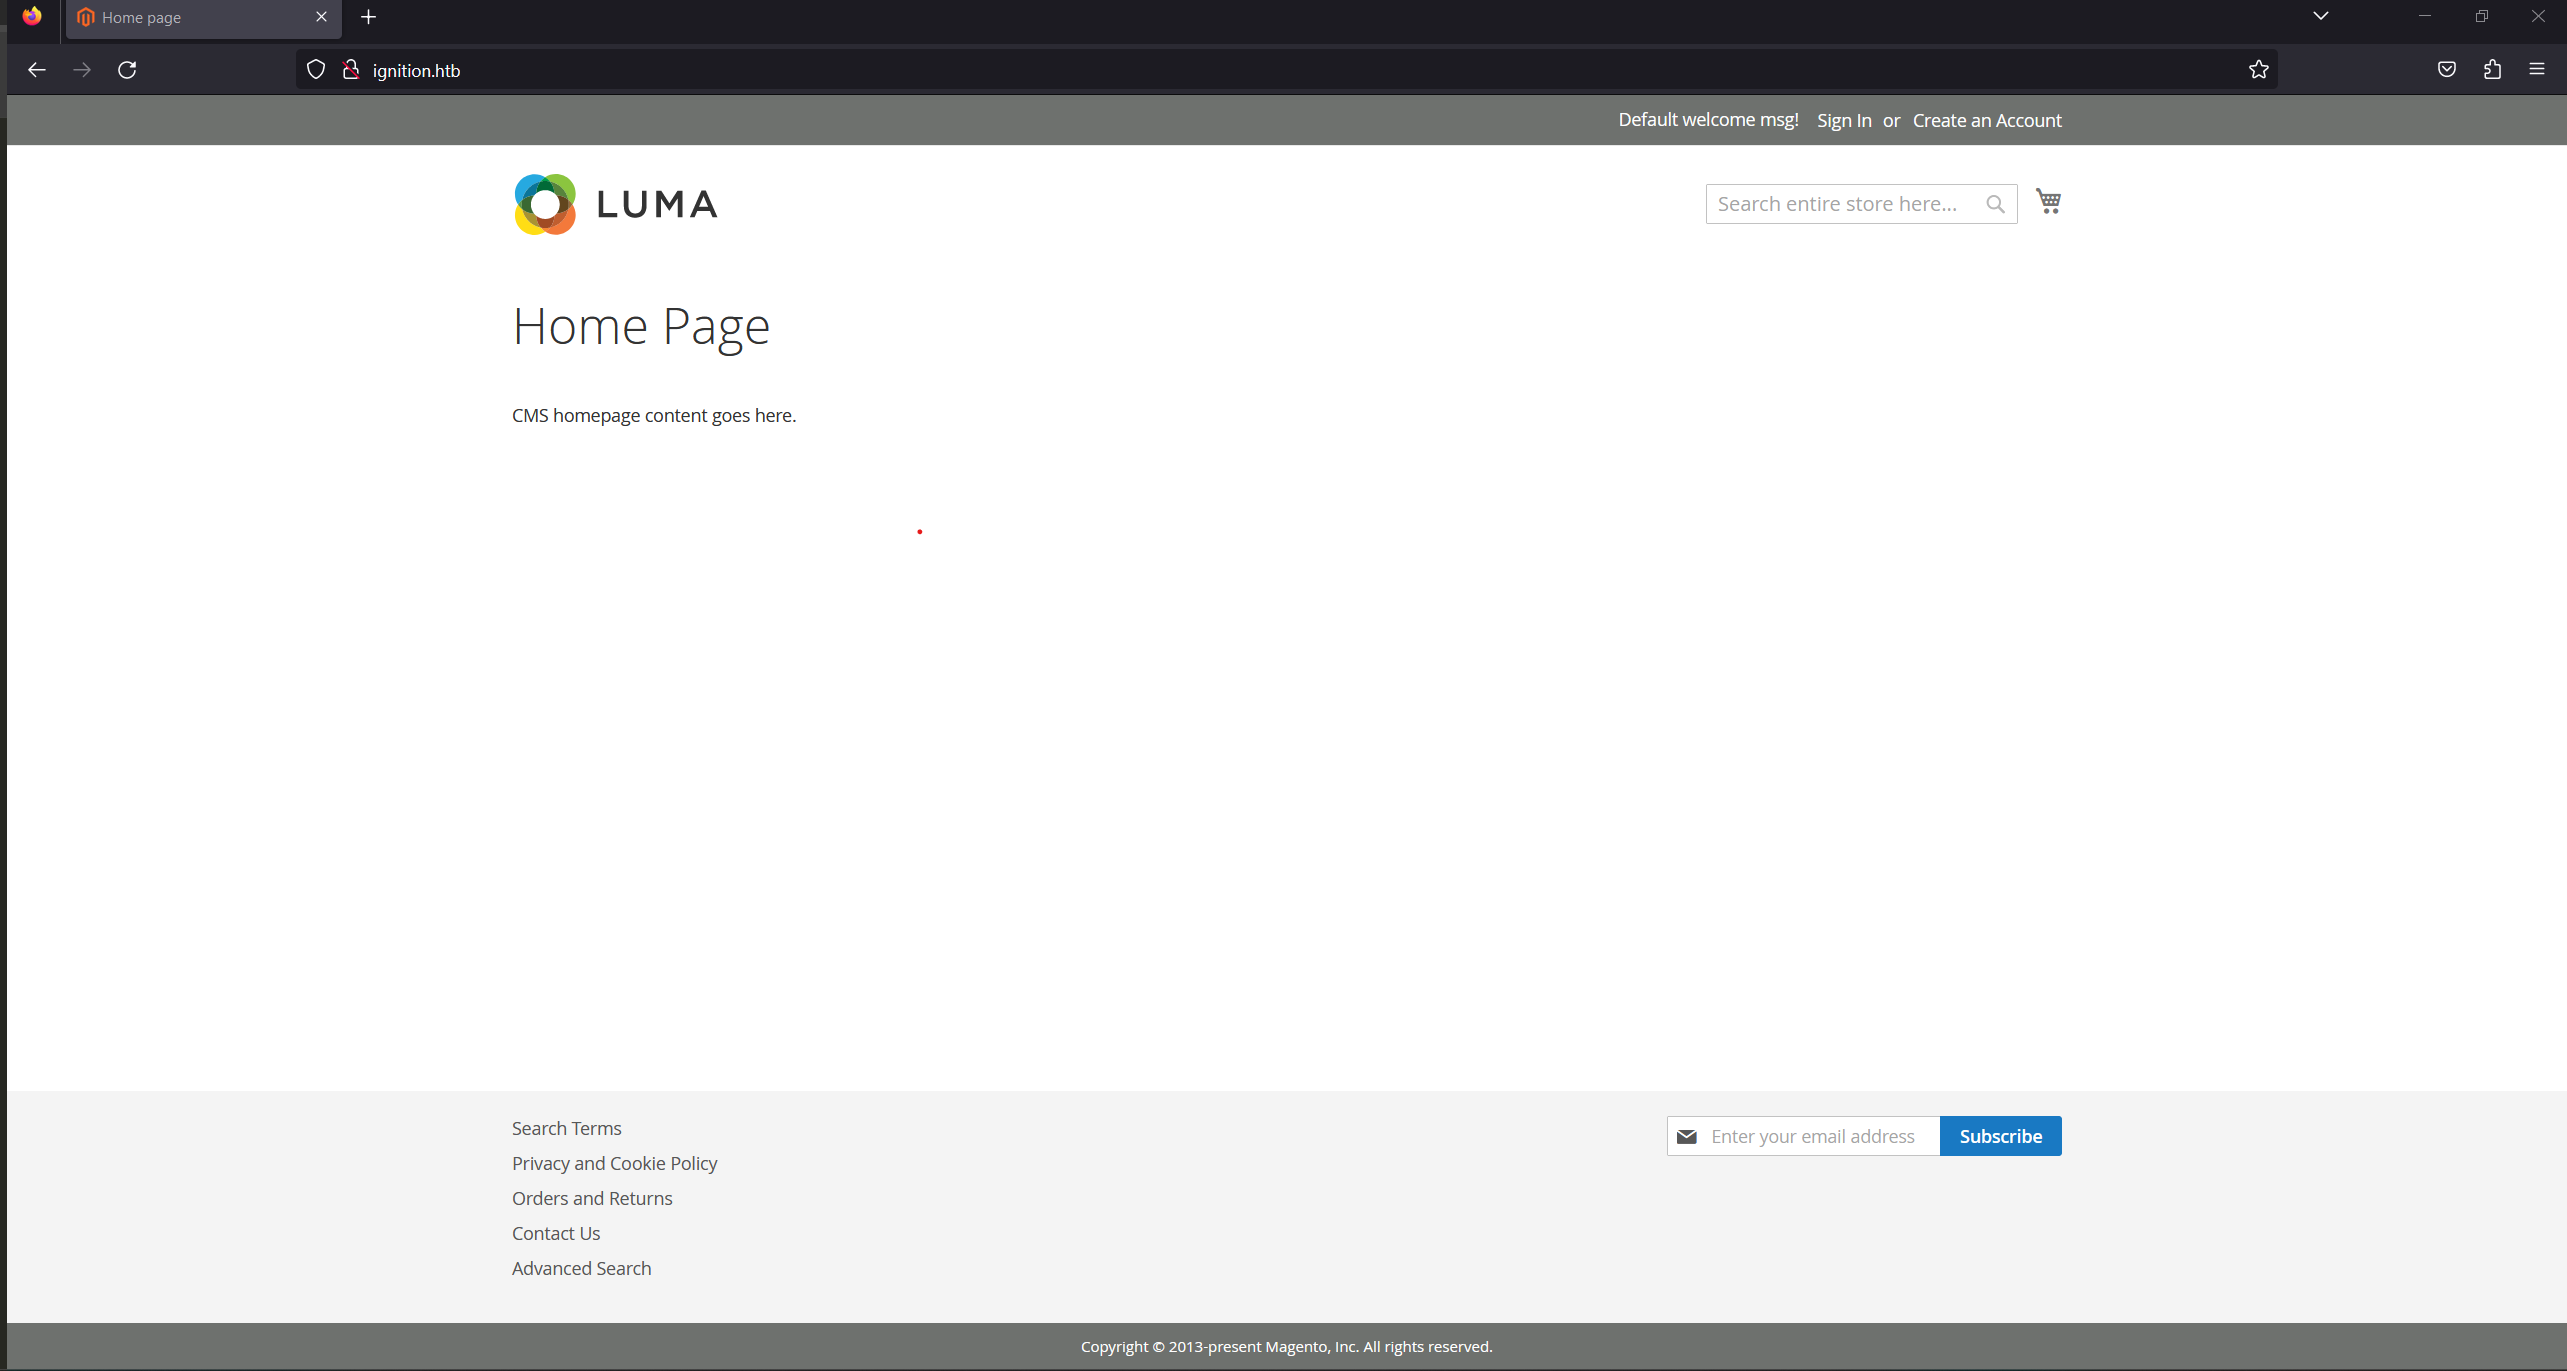 Home page
ignition.htb
Default welcome msg! Sign In or Create an Account
LUMA
Search entire store here...
Home Page
CMS homepage content goes here.
Search Terms
Privacy and Cookie Policy
Orders and Returns
Contact Us
Advanced Search
Enter your email address
Subscribe
Copyright © 2013-present Magento, Inc. All rights reserved.